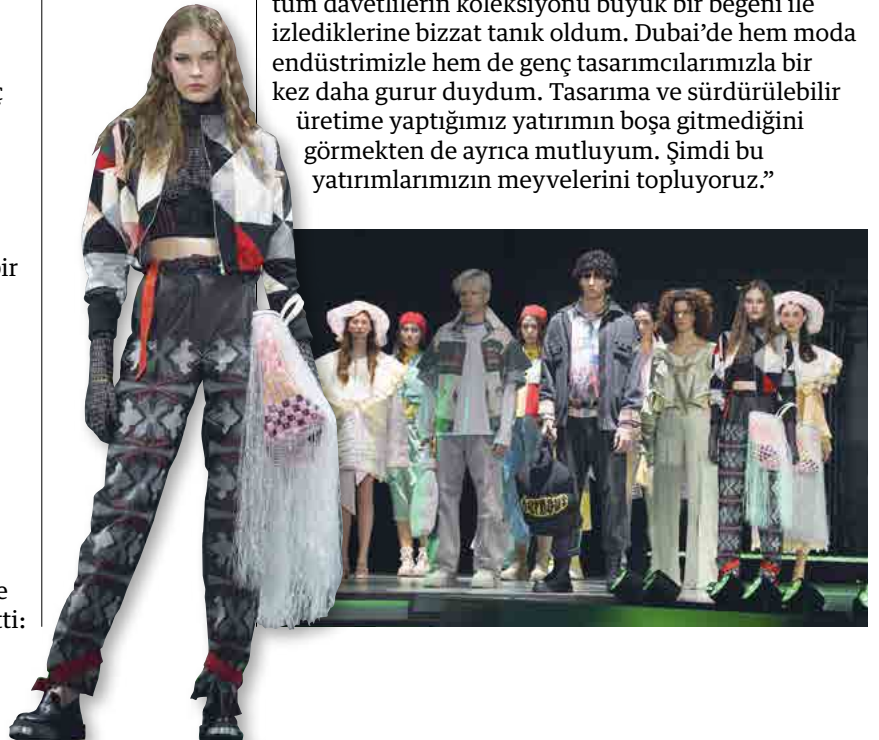 tüm davetlilerin koleksiyonu büyük bir beğeni ile
izlediklerine bizzat tanık oldum. Dubai’de hem moda
endüstrimizle hem de genç tasarımcılarımızla bir
kez daha gurur duydum. Tasarıma ve sürdürülebilir
üretime yaptığımız yatırımın boşa gitmediğini
görmekten de ayrıca mutluyum. Şimdi bu
yatırımlarımızın meyvelerini topluyoruz.”